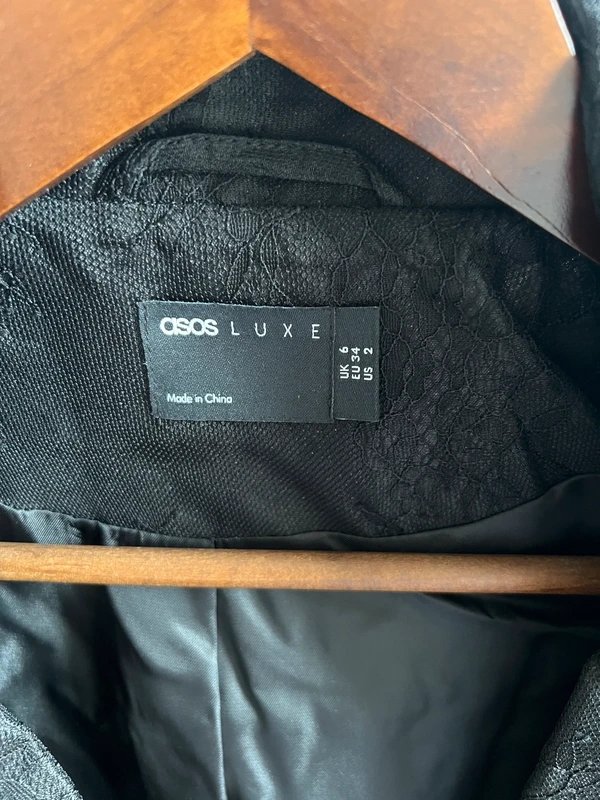 asos LUXE
Made in China
UK 6
EU 34
US 2